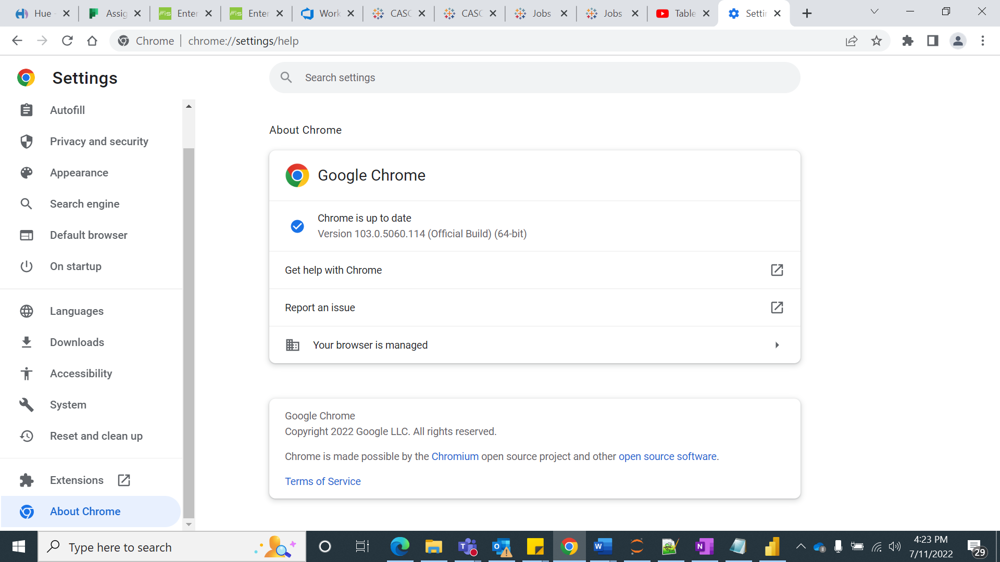 Hue -
Assig
FIS
Enter
FIS
Enter
Work
CASC
CASC
Jobs
Jobs
Table
Settin
Chrome
chrome://settings/help
Settings
Search settings
Autofill
Privacy and security
Appearance
Search engine
Default browser
On startup
Languages
Downloads
Accessibility
System
Reset and clean up
Extensions
About Chrome
About Chrome
Google Chrome
Chrome is up to date
Version 103.0.5060.114 (Official Build) (64-bit)
Get help with Chrome
Report an issue
Your browser is managed
Google Chrome
Copyright 2022 Google LLC. All rights reserved.
Chrome is made possible by the Chromium open source project and other open source software.
Terms of Service
Type here to search
4:23 PM
7/11/2022
29